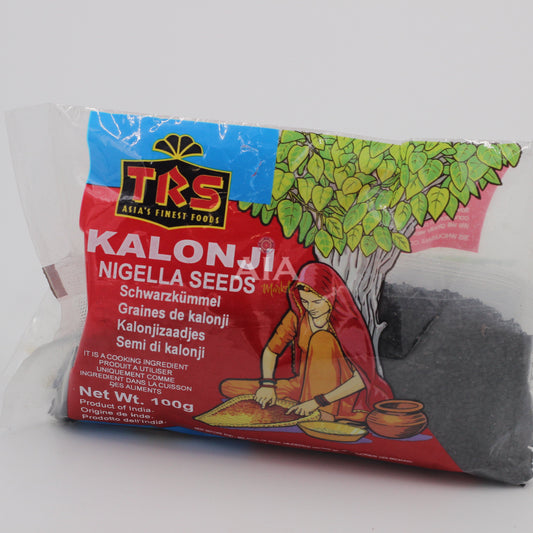 TRS
ASIA'S FINEST FOODS
KALONJI
NIGELLA SEEDS
Schwarzkümmel
Graines de kalonji
Kalonjizaadjes
Semi di kalonji
IT IS A COOKING INGREDIENT
PRODUIT A UTILISER
UNIQUEMENT COMME
INGREDIENT DANS LA CUISSON
DES ALIMENTS
Net Wt. 100g
Product of India.
Origine de Inde.
Prodotto dell'India.
AIA
Market